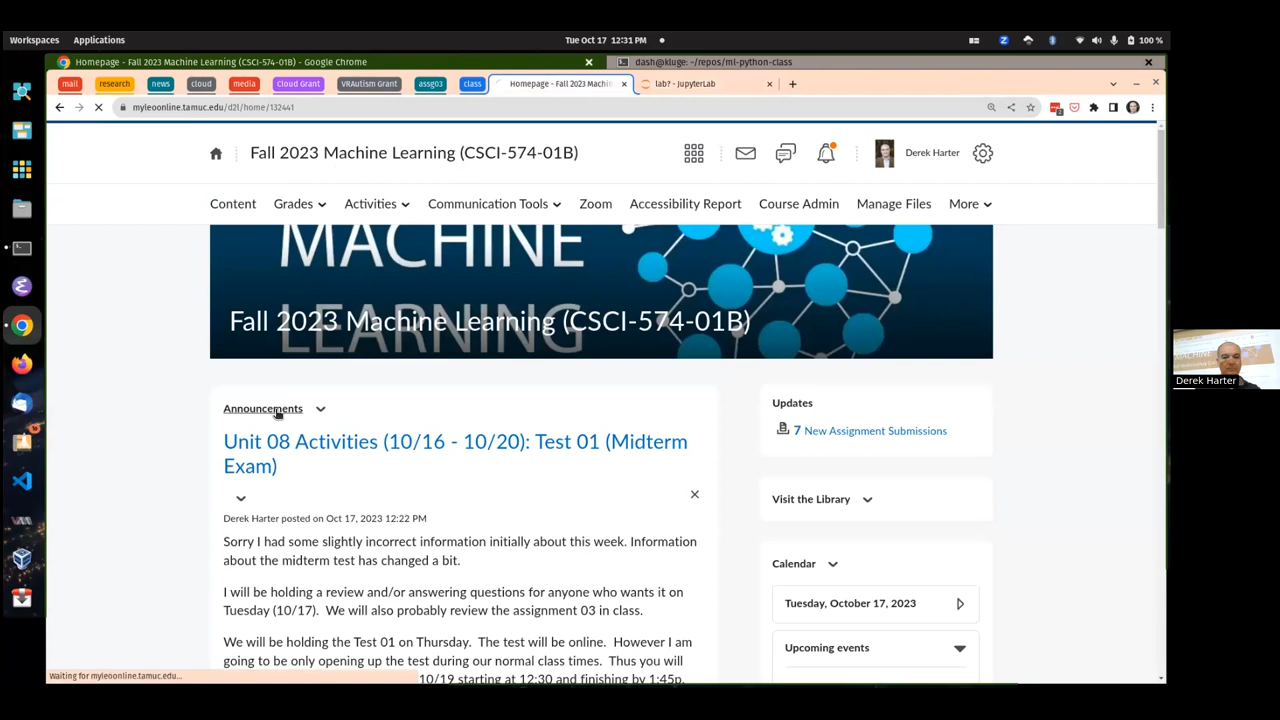 Workspaces Applications Tue Oct 17 12:31 PM 100 %
Homepage - Fall 2023 Machine Learning (CSCI-574-01B) - Google Chrome
dash@kluge: ~/repos/ml-python-class
mail research news cloud media Cloud Grant VRAutism Grant assg03 class Homepage - Fall 2023 Machin lab? - JupyterLab
myleoonline.tamuc.edu/d2l/home/132441
Fall 2023 Machine Learning (CSCI-574-01B)
Derek Harter
Content Grades Activities Communication Tools Zoom Accessibility Report Course Admin Manage Files More
MACHINE
LEARNING
Fall 2023 Machine Learning (CSCI-574-01B)
Derek Harter
Announcements
Unit 08 Activities (10/16 - 10/20): Test 01 (Midterm
Exam)
Derek Harter posted on Oct 17, 2023 12:22 PM
Sorry I had some slightly incorrect information initially about this week. Information
about the midterm test has changed a bit.
I will be holding a review and/or answering questions for anyone who wants it on
Tuesday (10/17). We will also probably review the assignment 03 in class.
We will be holding the Test 01 on Thursday. The test will be online. However I am
going to be only opening up the test during our normal class times. Thus you will
10/19 starting at 12:30 and finishing by 1:45p.
Updates
7 New Assignment Submissions
Visit the Library
Calendar
Tuesday, October 17, 2023
Upcoming events
Waiting for myleoonline.tamuc.edu...